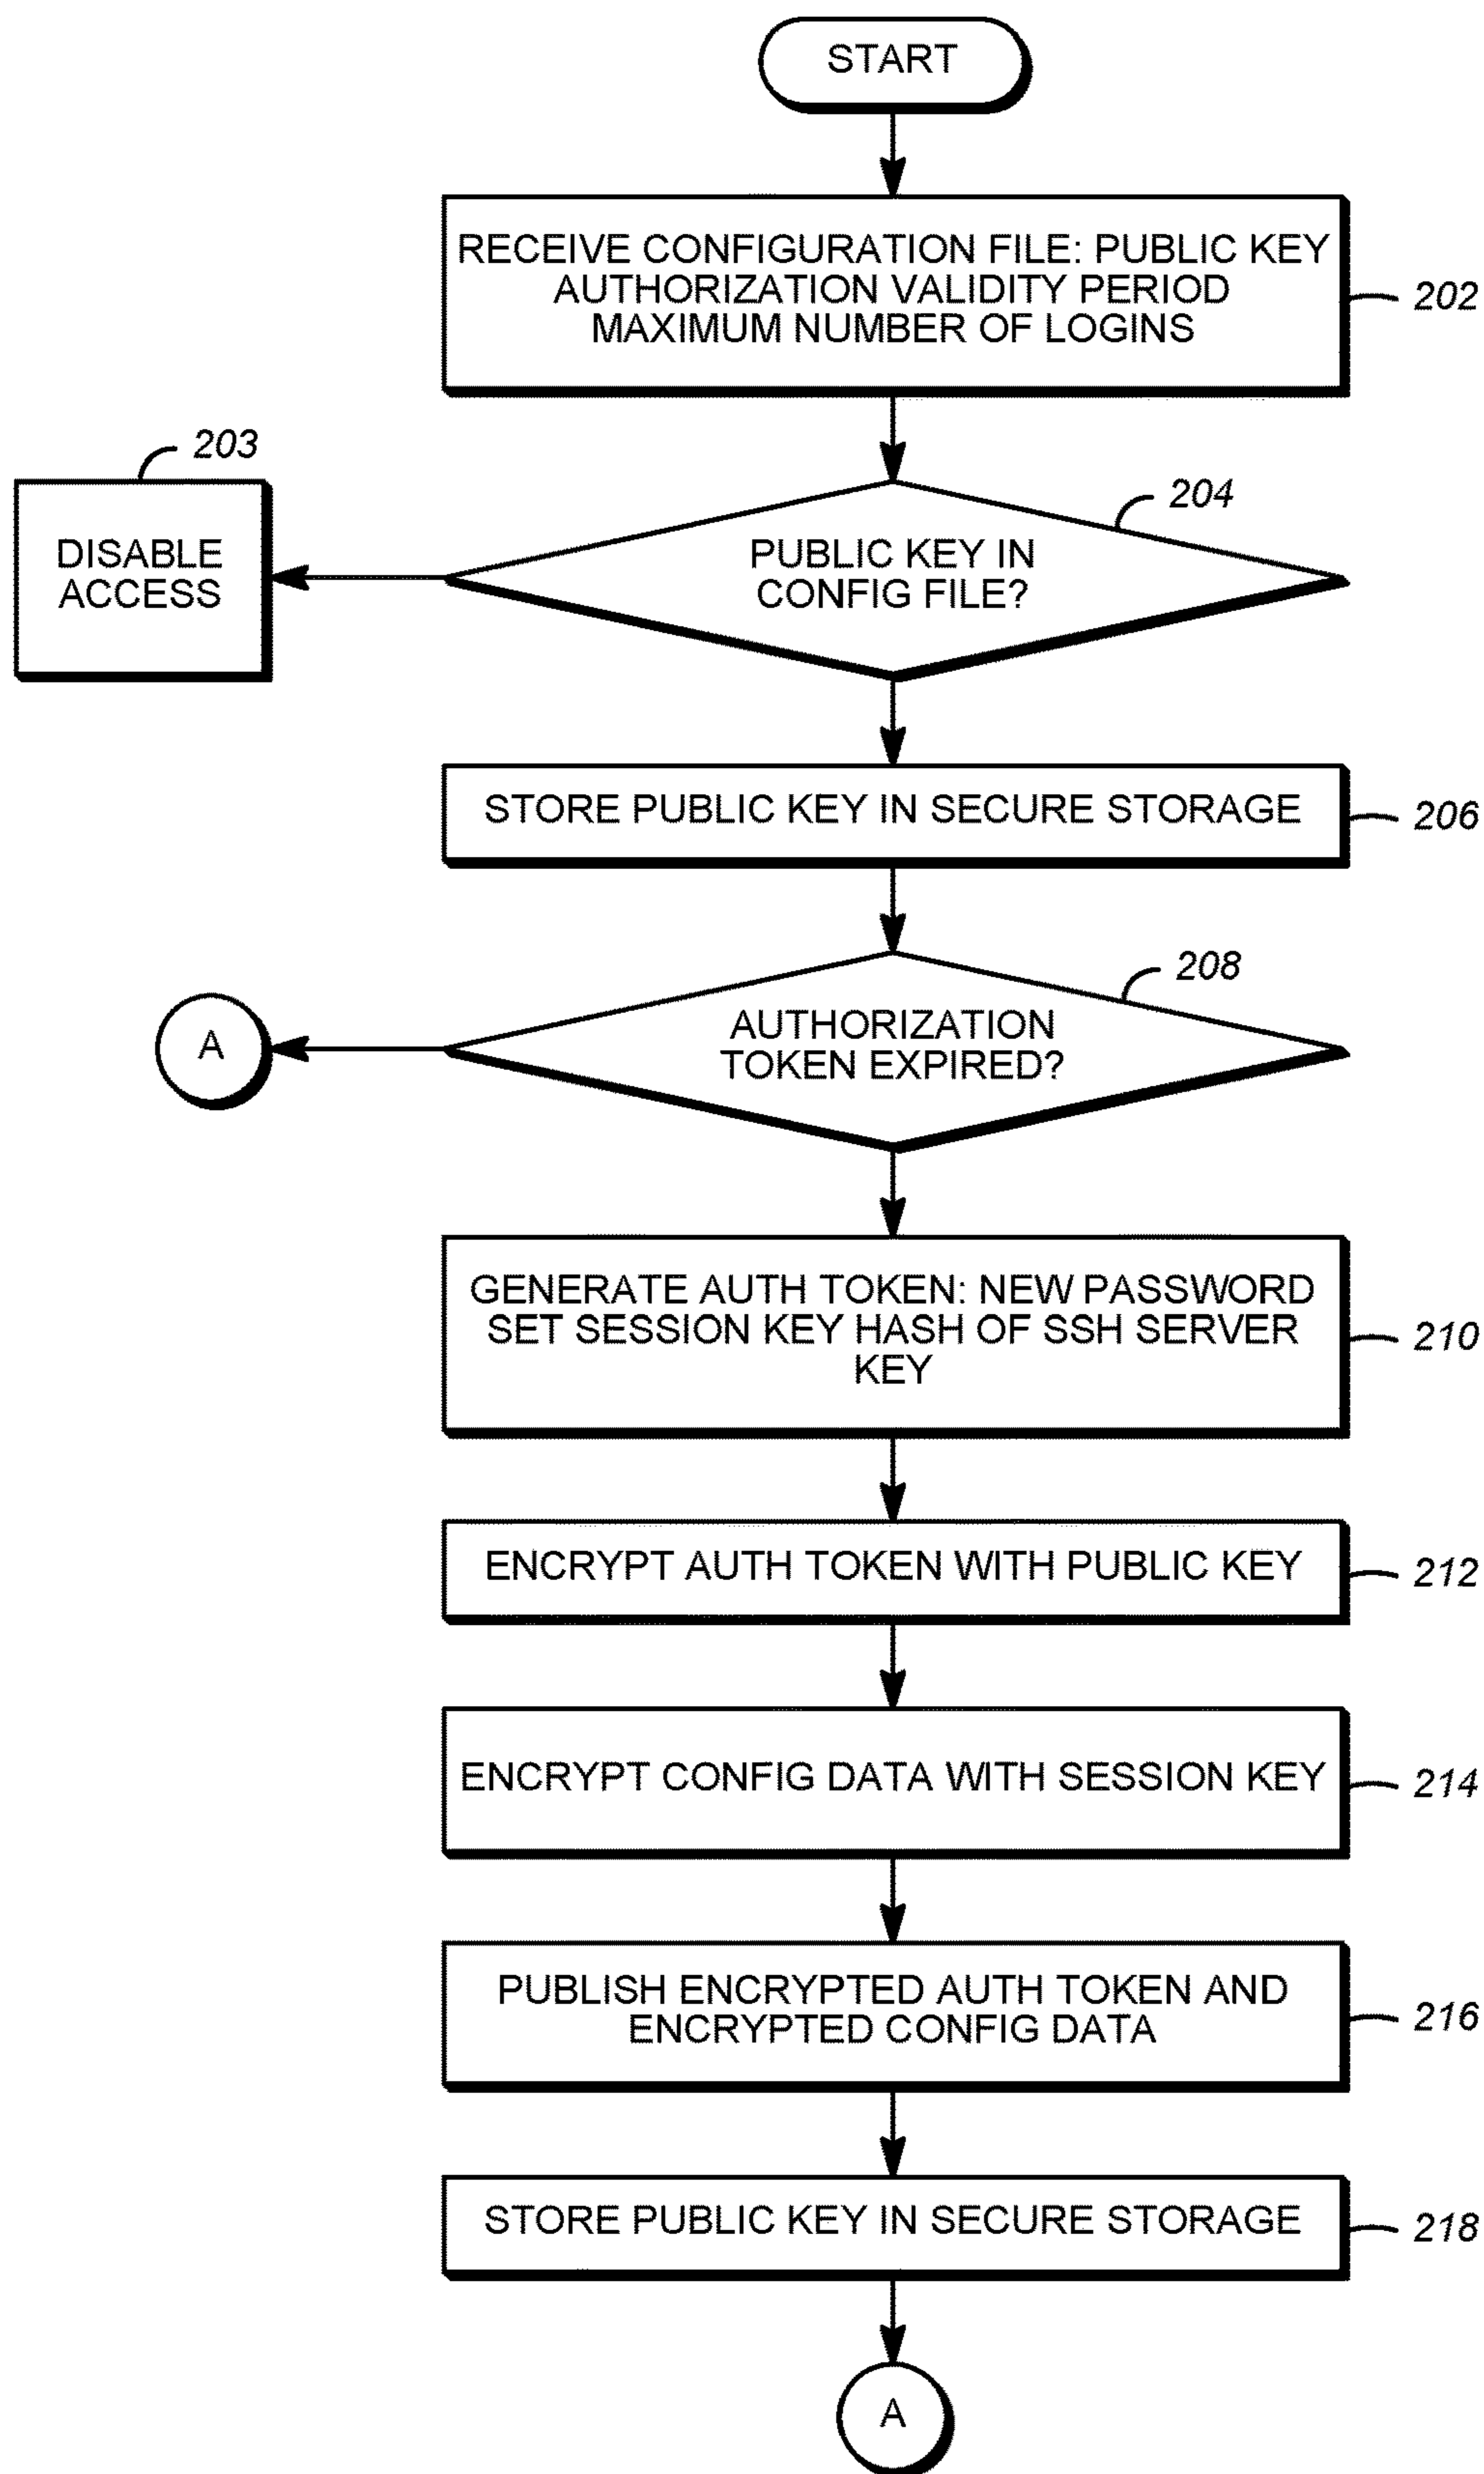 START
RECEIVE CONFIGURATION FILE: PUBLIC KEY
AUTHORIZATION VALIDITY PERIOD
MAXIMUM NUMBER OF LOGINS
202
203
DISABLE
ACCESS
204
PUBLIC KEY IN
CONFIG FILE?
STORE PUBLIC KEY IN SECURE STORAGE
206
208
A
AUTHORIZATION
TOKEN EXPIRED?
GENERATE AUTH TOKEN: NEW PASSWORD
SET SESSION KEY HASH OF SSH SERVER
KEY
210
ENCRYPT AUTH TOKEN WITH PUBLIC KEY
212
ENCRYPT CONFIG DATA WITH SESSION KEY
214
PUBLISH ENCRYPTED AUTH TOKEN AND
ENCRYPTED CONFIG DATA
216
STORE PUBLIC KEY IN SECURE STORAGE
218
A